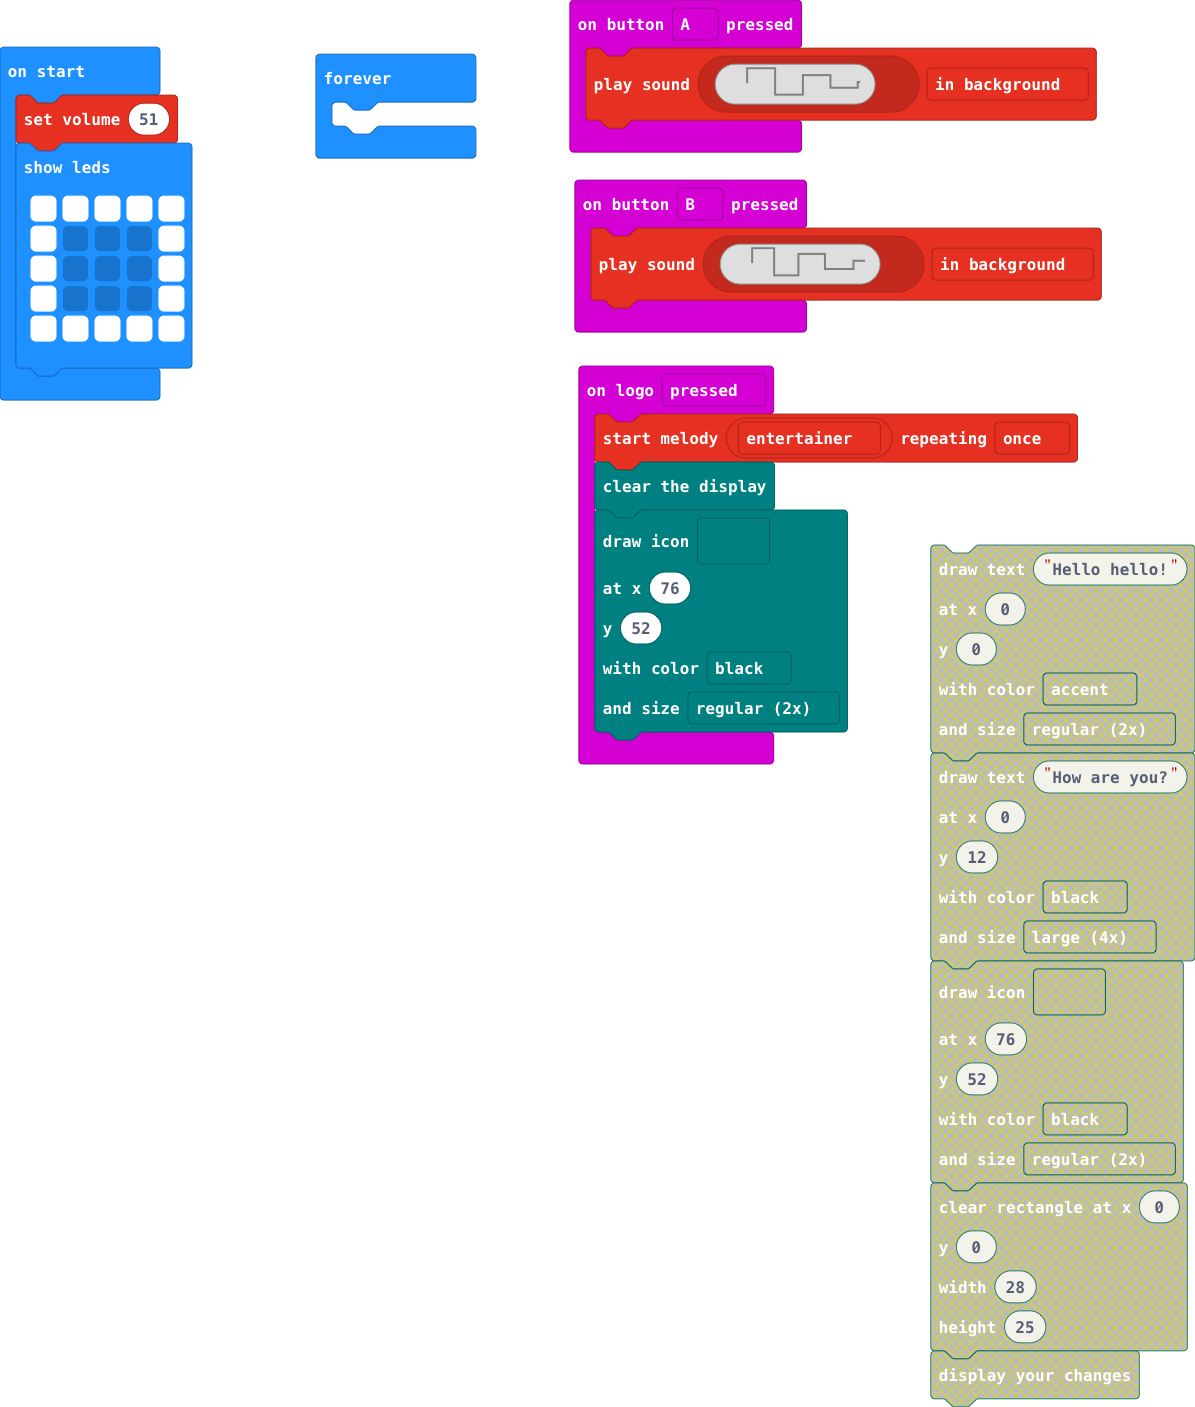 on start
set volume 51
show leds
forever
on button A pressed
play sound in background
on button B pressed
play sound in background
on logo pressed
start melody entertainer repeating once
clear the display
draw icon
at x 76
y 52
with color black
and size regular (2x)
draw text "Hello hello!"
at x 0
y 0
with color accent
and size regular (2x)
draw text "How are you?"
at x 0
y 12
with color black
and size large (4x)
draw icon
at x 76
y 52
with color black
and size regular (2x)
clear rectangle at x 0
y 0
width 28
height 25
display your changes